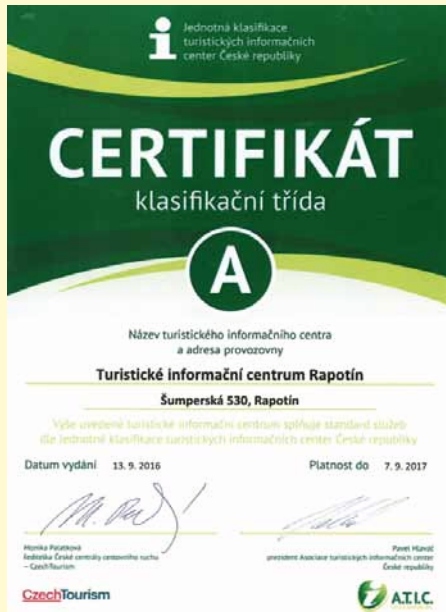 Jednotná klasifikace
turistických informačních
center České republiky
CERTIFIKÁT
klasifikační třída
A
Název turistického informačního centra
a adresa provozovny
Turistické informační centrum Rapotín
Šumperská 530, Rapotín
Výše uvedené turistické informační centrum splňuje standard služeb
dle Jednotné klasifikace turistických informačních center České republiky
Datum vydání 13. 9. 2016 Platnost do 7. 9. 2017
Monika Palatková
ředitelka České centrály cestovního ruchu
– CzechTourism
Pavel Hlaváč
prezident Asociace turistických informačních center
České republiky
CzechTourism
A.T.I.C.